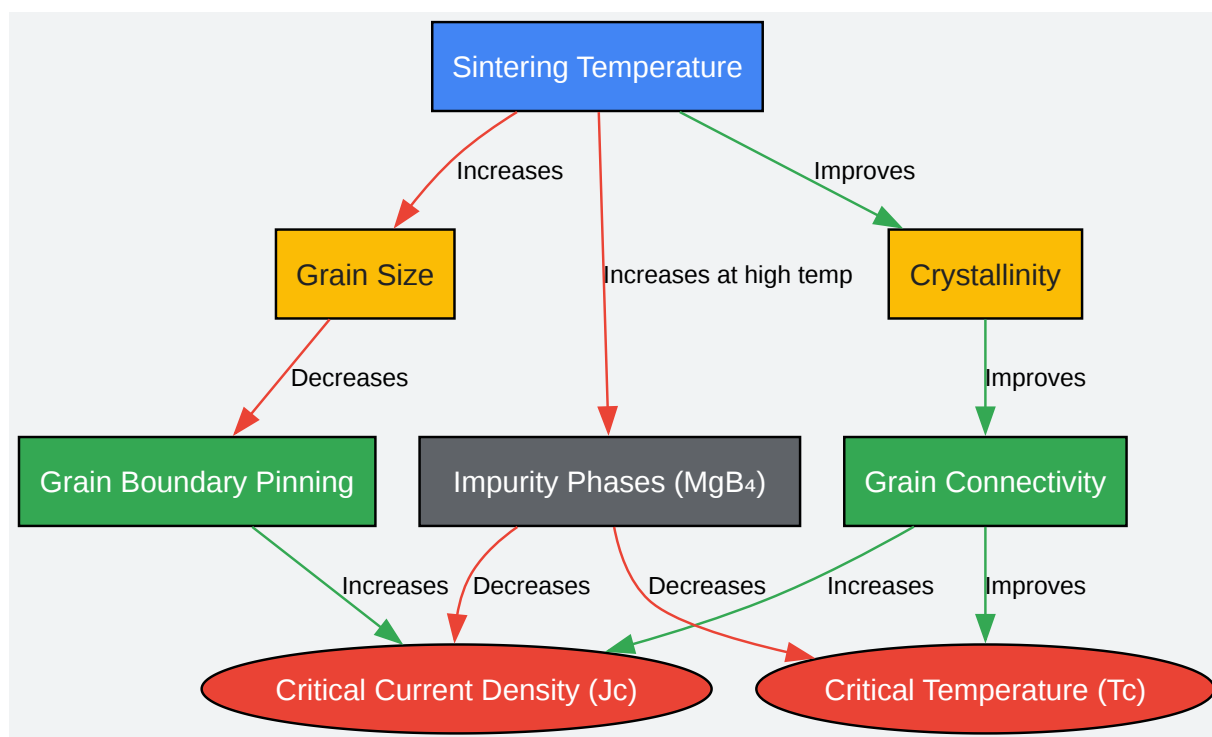 Sintering Temperature
Increases
Improves
Grain Size
Increases at high temp
Crystallinity
Decreases
Improves
Grain Boundary Pinning
Impurity Phases (MgB₄)
Grain Connectivity
Increases
Decreases
Decreases
Increases
Improves
Critical Current Density (Jc)
Critical Temperature (Tc)